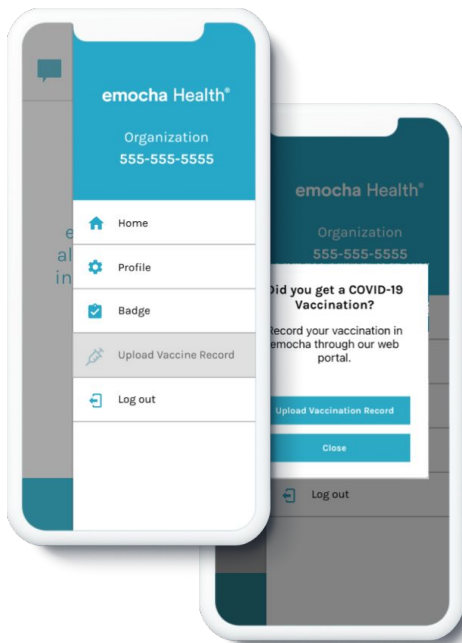 emocha Health®
Organization
555-555-5555
e
al
in
Home
Profile
Badge
Upload Vaccine Record
Log out
emocha Health®
Organization
555-555-5555
Did you get a COVID-19
Vaccination?
Record your vaccination in
emocha through our web
portal.
Upload Vaccination Record
Close
Log out